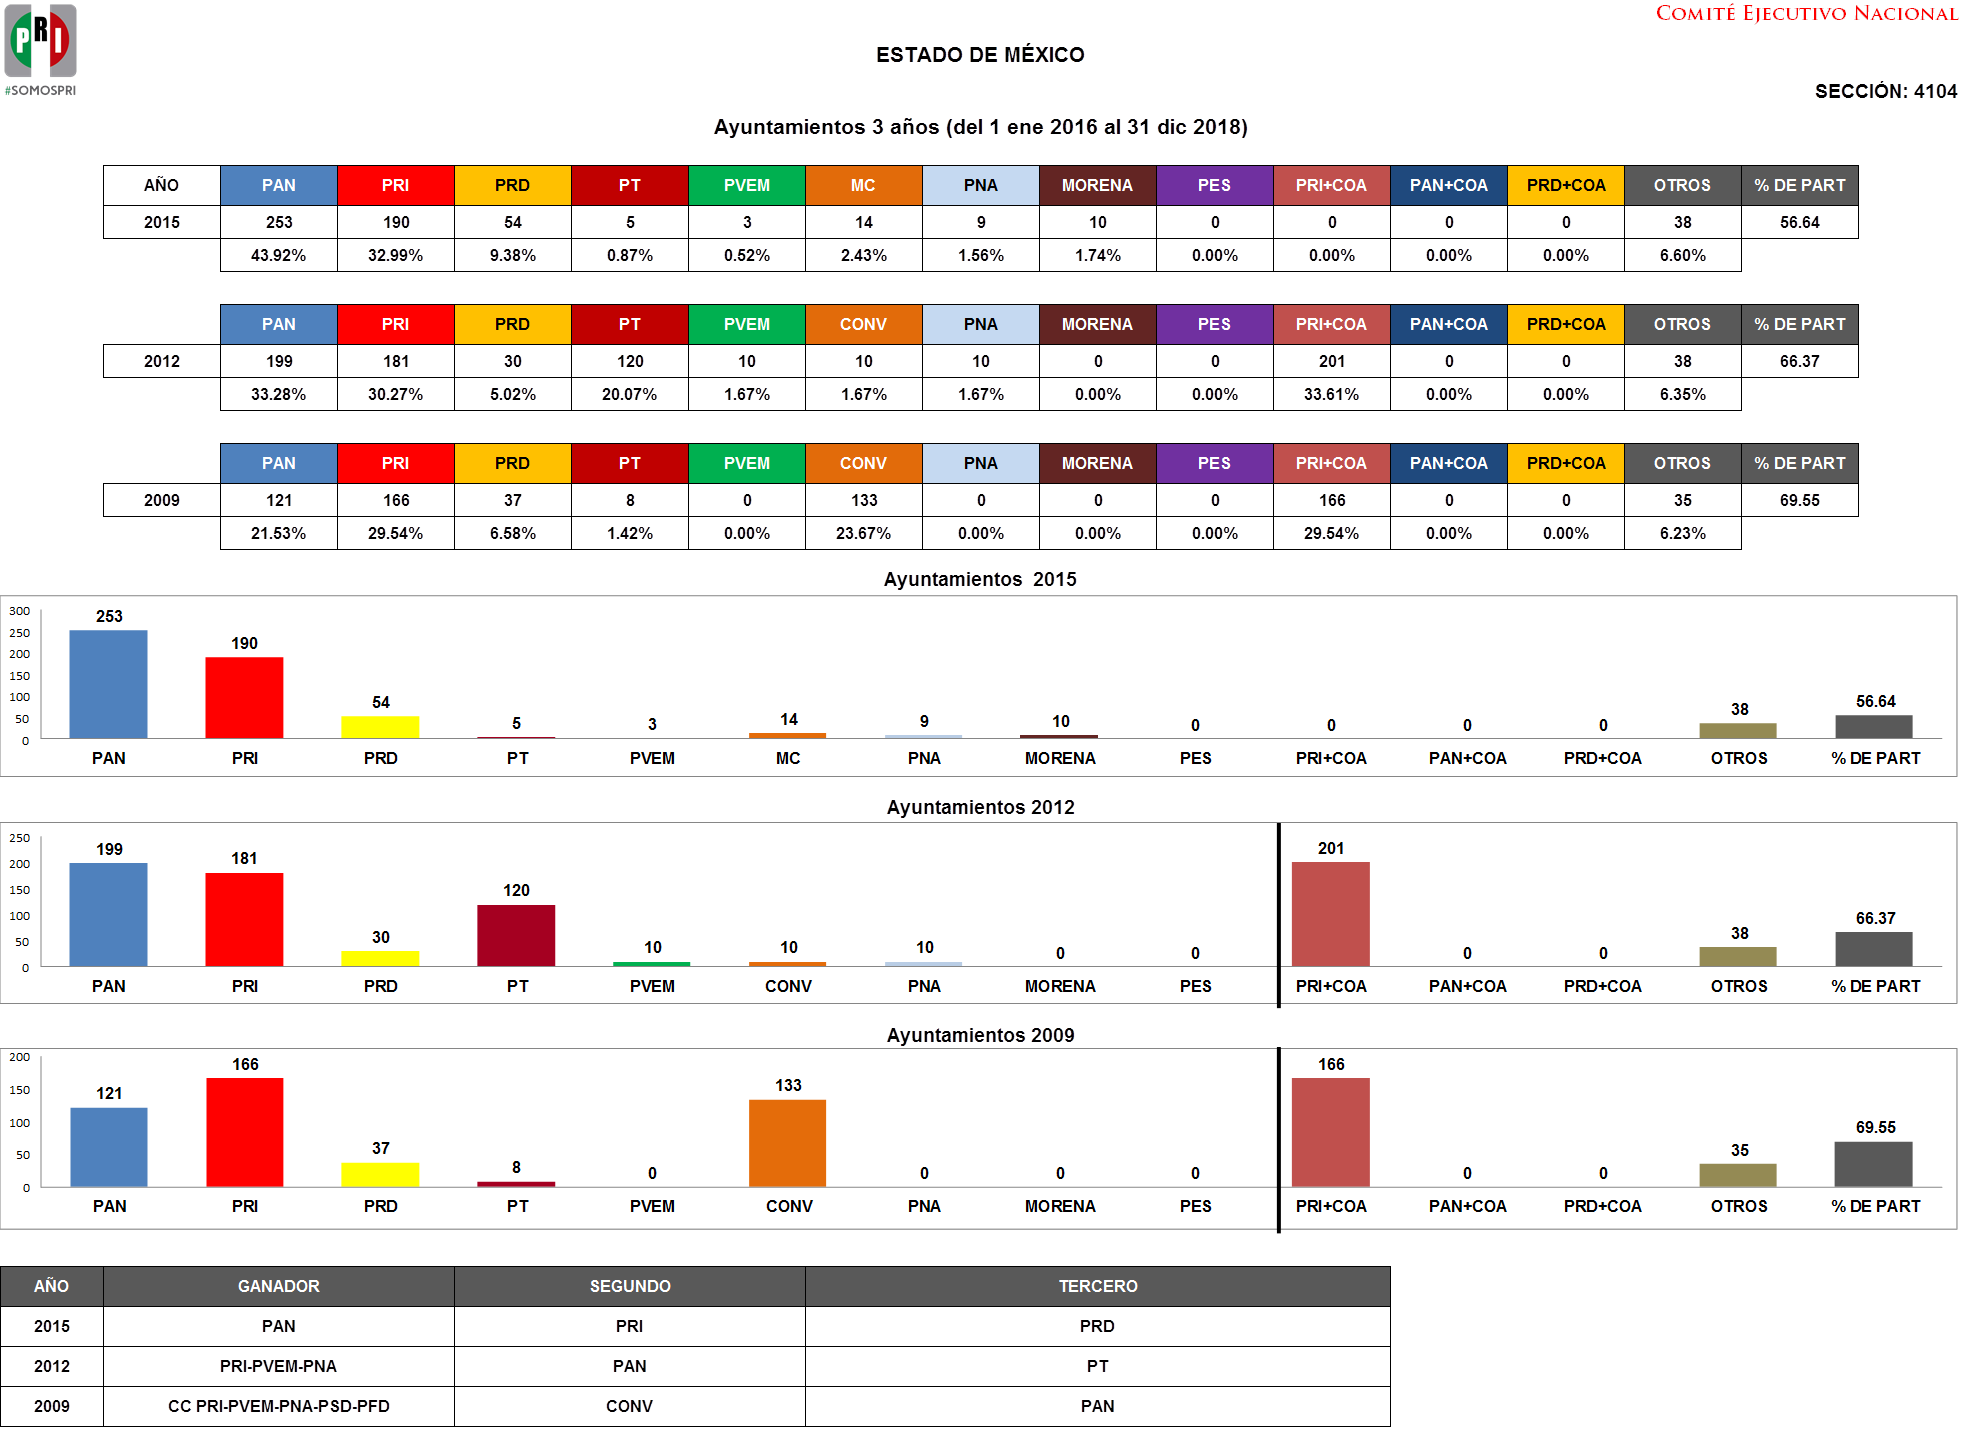 PRI
#SOMOSPRI
COMITÉ EJECUTIVO NACIONAL
ESTADO DE MÉXICO
SECCIÓN: 4104
Ayuntamientos 3 años (del 1 ene 2016 al 31 dic 2018)
AÑO PAN PRI PRD PT PVEM MC PNA MORENA PES PRI+COA PAN+COA PRD+COA OTROS % DE PART
2015 253 190 54 5 3 14 9 10 0 0 0 0 38 56.64
43.92% 32.99% 9.38% 0.87% 0.52% 2.43% 1.56% 1.74% 0.00% 0.00% 0.00% 0.00% 6.60%
PAN PRI PRD PT PVEM CONV PNA MORENA PES PRI+COA PAN+COA PRD+COA OTROS % DE PART
2012 199 181 30 120 10 10 10 0 0 201 0 0 38 66.37
33.28% 30.27% 5.02% 20.07% 1.67% 1.67% 1.67% 0.00% 0.00% 33.61% 0.00% 0.00% 6.35%
PAN PRI PRD PT PVEM CONV PNA MORENA PES PRI+COA PAN+COA PRD+COA OTROS % DE PART
2009 121 166 37 8 0 133 0 0 0 166 0 0 35 69.55
21.53% 29.54% 6.58% 1.42% 0.00% 23.67% 0.00% 0.00% 0.00% 29.54% 0.00% 0.00% 6.23%
Ayuntamientos 2015
300
250
200
150
100
50
0
253 190 54 5 3 14 9 10 0 0 0 0 38 56.64
PAN PRI PRD PT PVEM MC PNA MORENA PES PRI+COA PAN+COA PRD+COA OTROS % DE PART
Ayuntamientos 2012
250
200
150
100
50
0
199 181 30 120 10 10 10 0 0 201 0 0 38 66.37
PAN PRI PRD PT PVEM CONV PNA MORENA PES PRI+COA PAN+COA PRD+COA OTROS % DE PART
Ayuntamientos 2009
200
150
100
50
0
121 166 37 8 0 133 0 0 0 166 0 0 35 69.55
PAN PRI PRD PT PVEM CONV PNA MORENA PES PRI+COA PAN+COA PRD+COA OTROS % DE PART
AÑO GANADOR SEGUNDO TERCERO
2015 PAN PRI PRD
2012 PRI-PVEM-PNA PAN PT
2009 CC PRI-PVEM-PNA-PSD-PFD CONV PAN